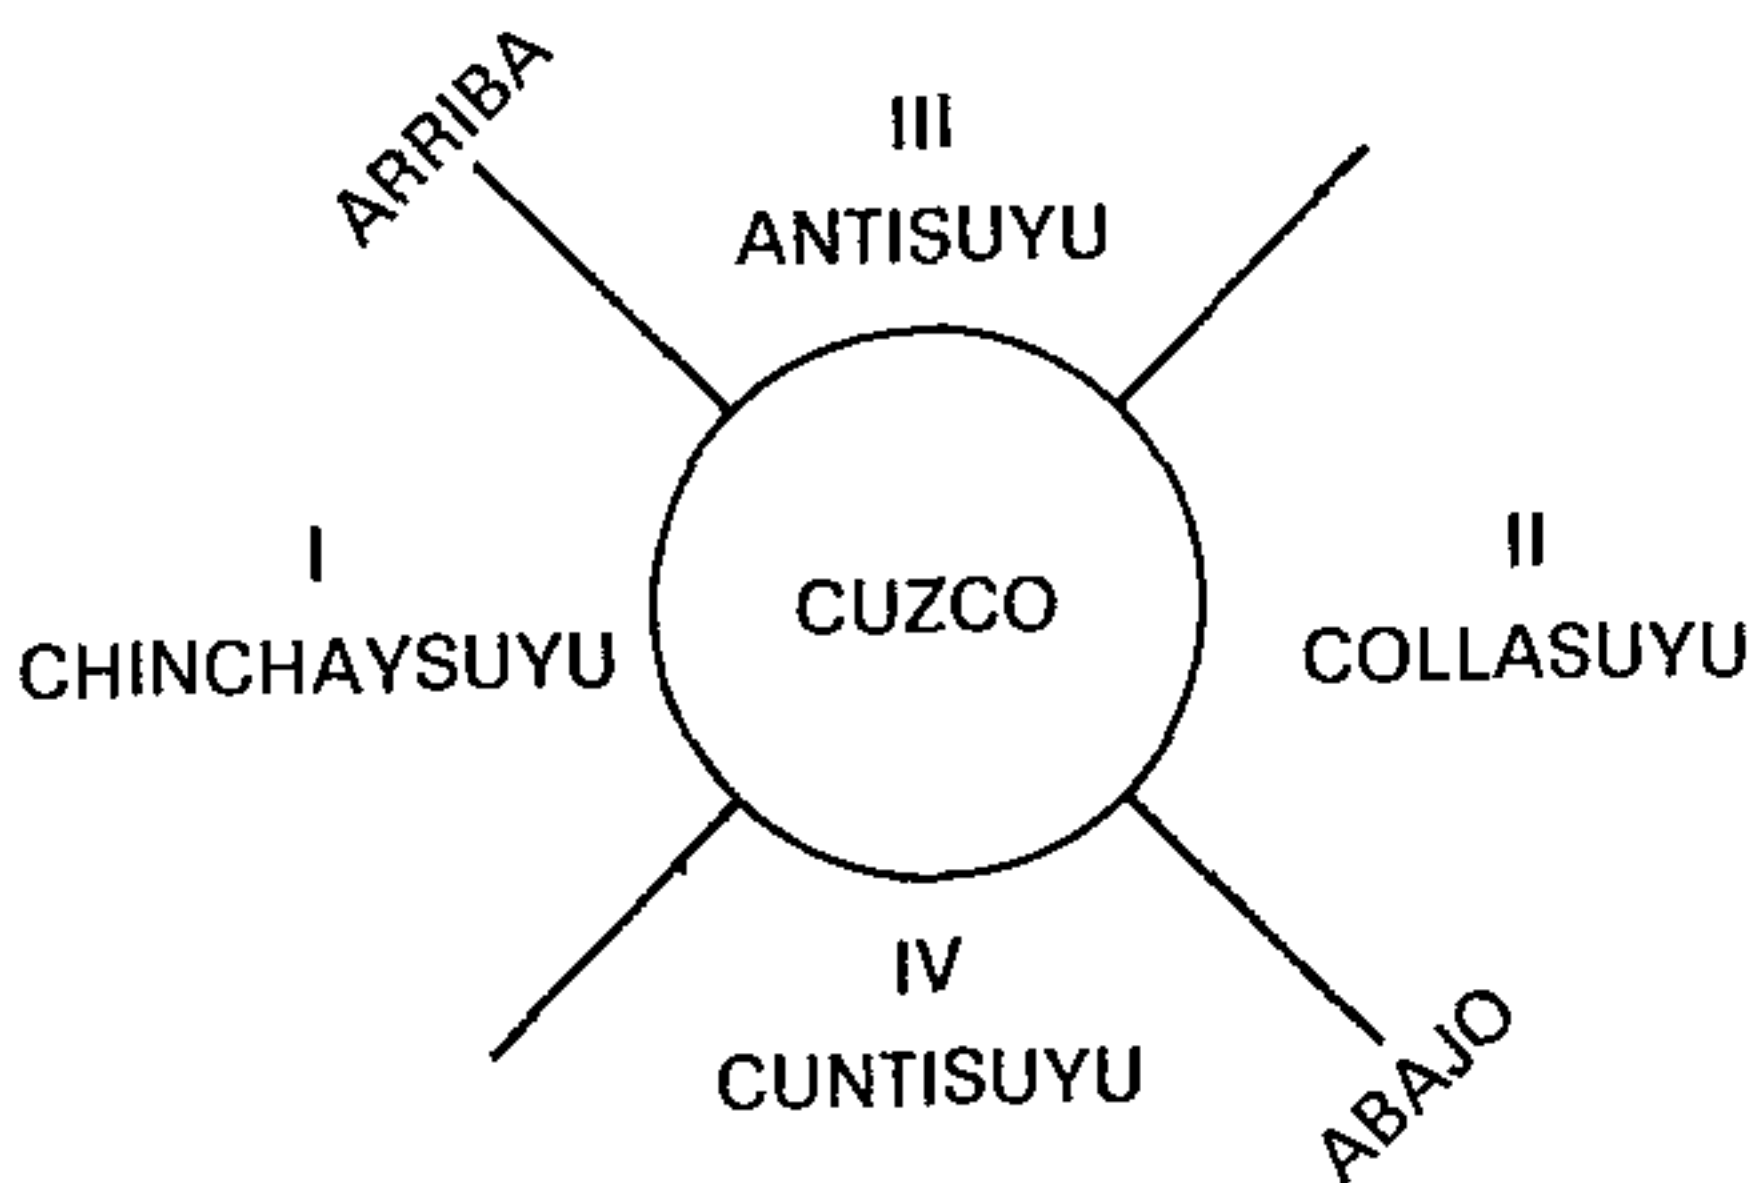 ARRIBA
III
ANTISUYU
I
CHINCHAYSUYU
CUZCO
II
COLLASUYU
IV
CUNTISUYU
ABAJO